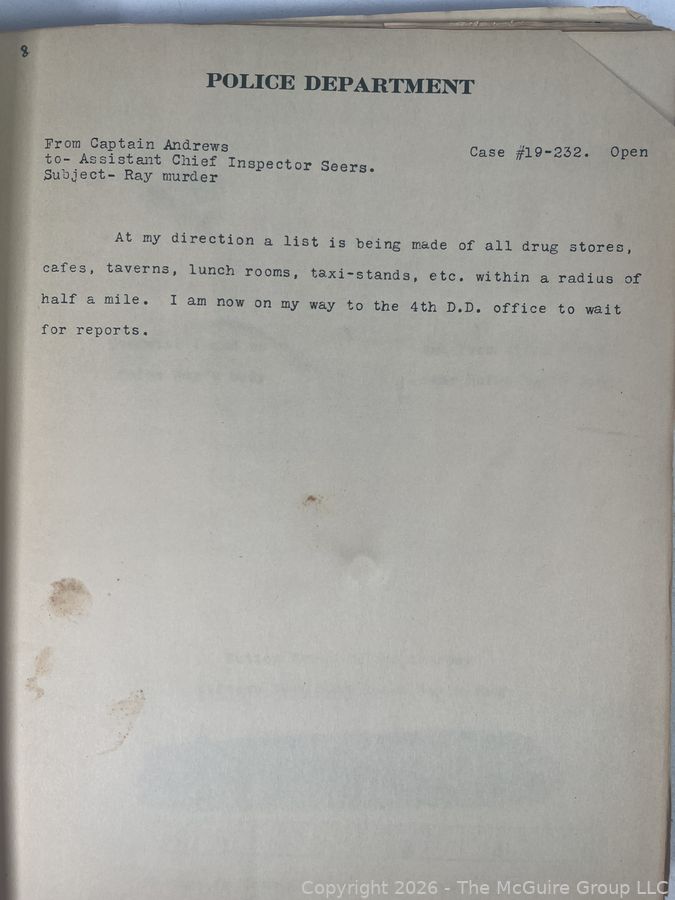 8
POLICE DEPARTMENT
From Captain Andrews
to- Assistant Chief Inspector Seers.
Subject- Ray murder
Case #19-232. Open
At my direction a list is being made of all drug stores,
cafes, taverns, lunch rooms, taxi-stands, etc. within a radius of
half a mile. I am now on my way to the 4th D.D. office to wait
for reports.
Copyright 2026 - The McGuire Group LLC